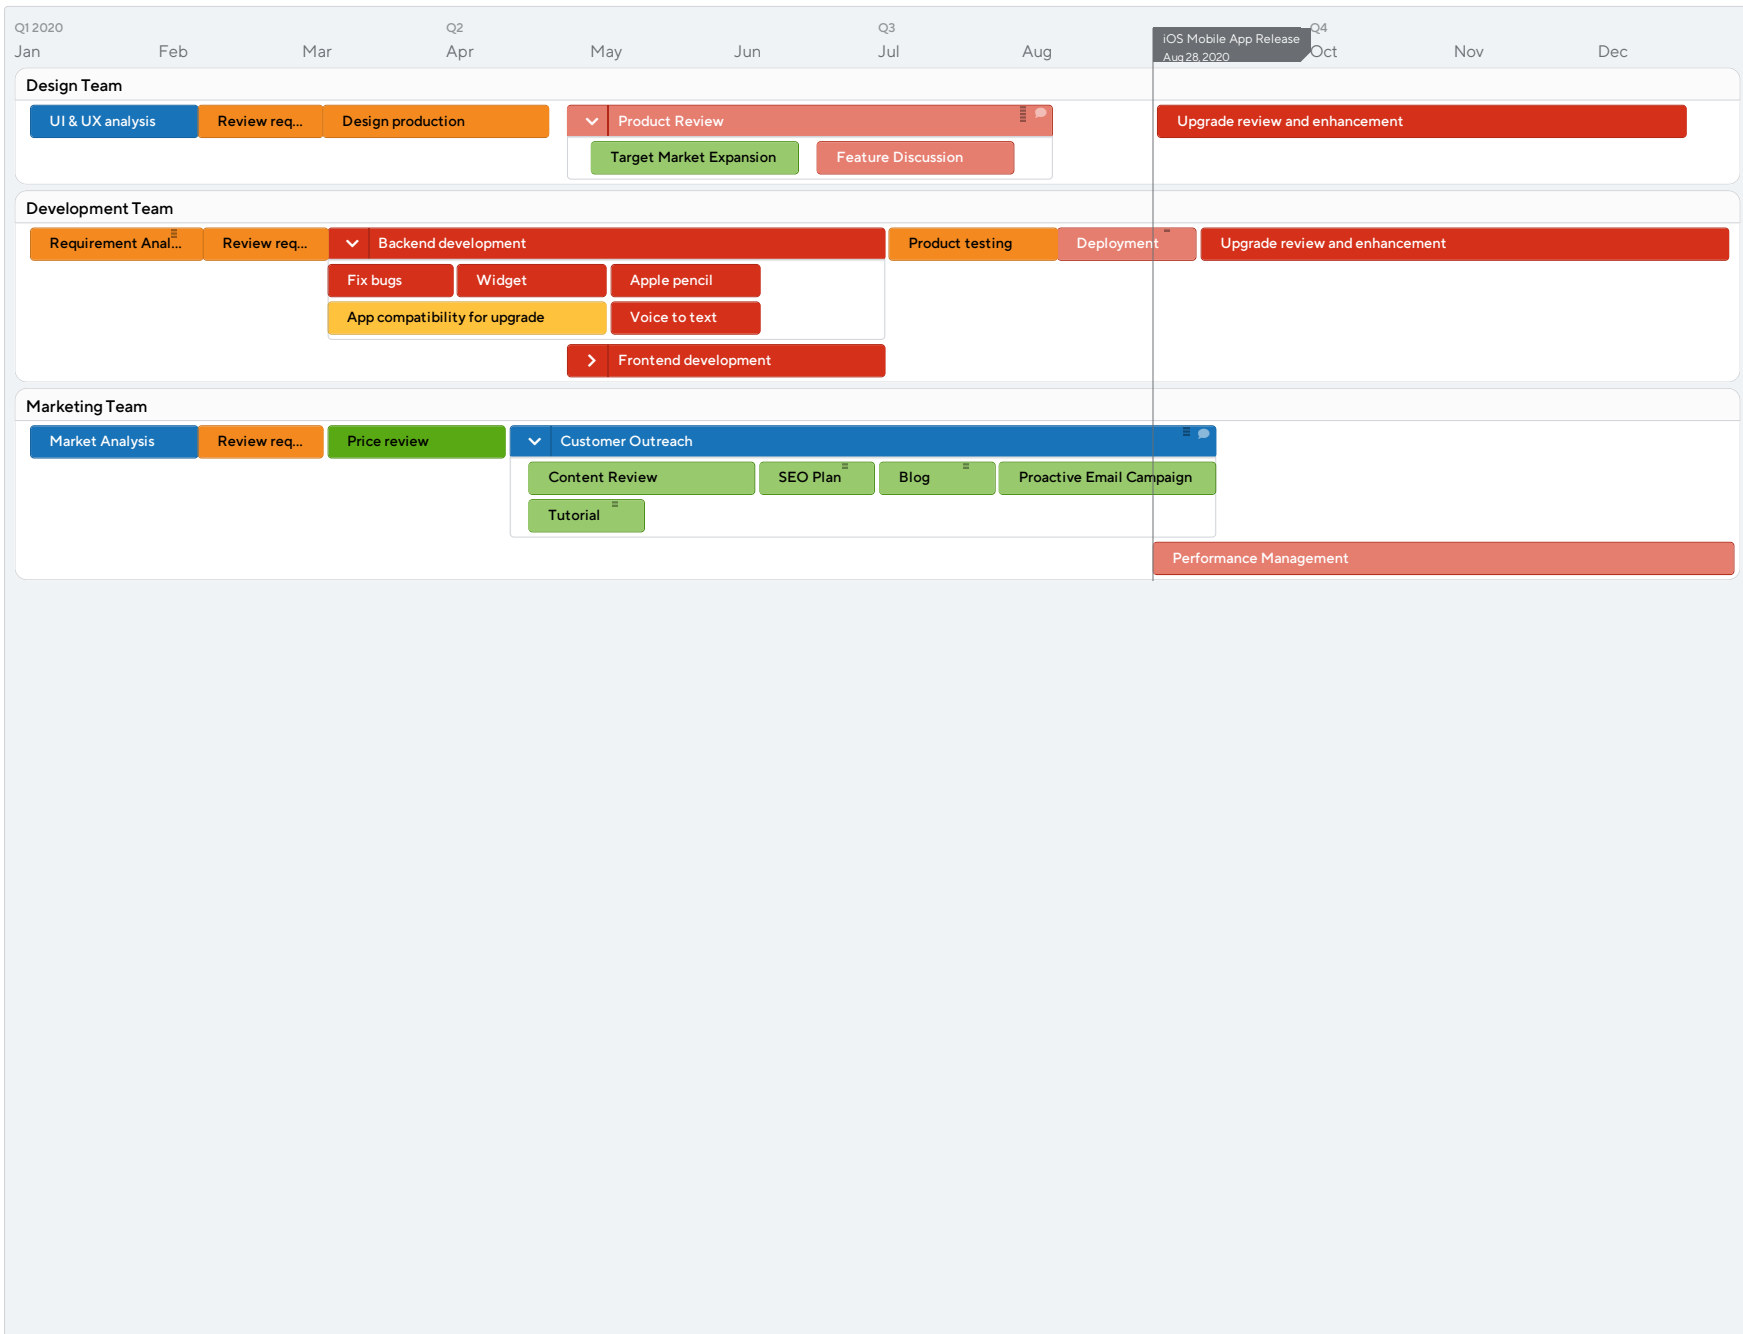 Q1 2020 Q2 Q3 Q4
Jan Feb Mar Apr May Jun Jul Aug Oct Nov Dec
iOS Mobile App Release
Aug 28, 2020
Design Team
UI & UX analysis Review req... Design production Product Review Upgrade review and enhancement
Target Market Expansion Feature Discussion
Development Team
Requirement Anal... Review req... Backend development Product testing Deployment Upgrade review and enhancement
Fix bugs Widget Apple pencil
App compatibility for upgrade Voice to text
Frontend development
Marketing Team
Market Analysis Review req... Price review Customer Outreach
Content Review SEO Plan Blog Proactive Email Campaign
Tutorial
Performance Management